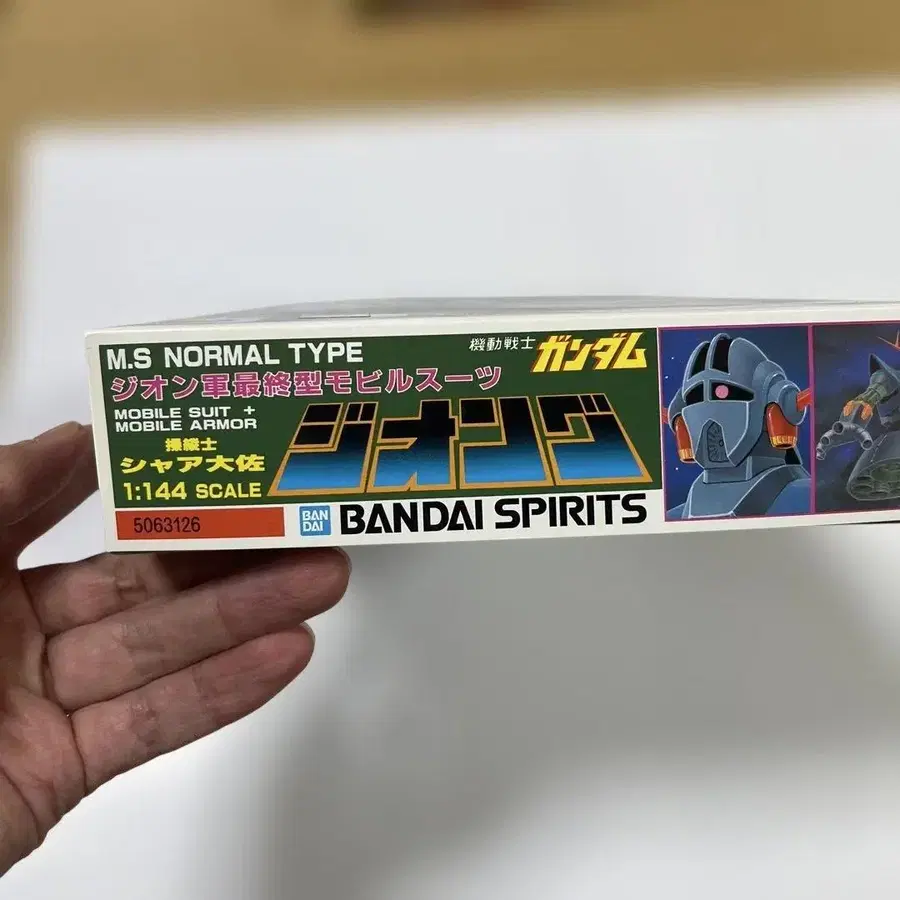 M.S NORMAL TYPE
ジオン軍最終型モビルスーツ
MOBILE SUIT +
MOBILE ARMOR
操縦士
シャア大佐
1:144 SCALE
機動戦士ガンダム
ジオング
5063126
BAN
DAI
BANDAI SPIRITS